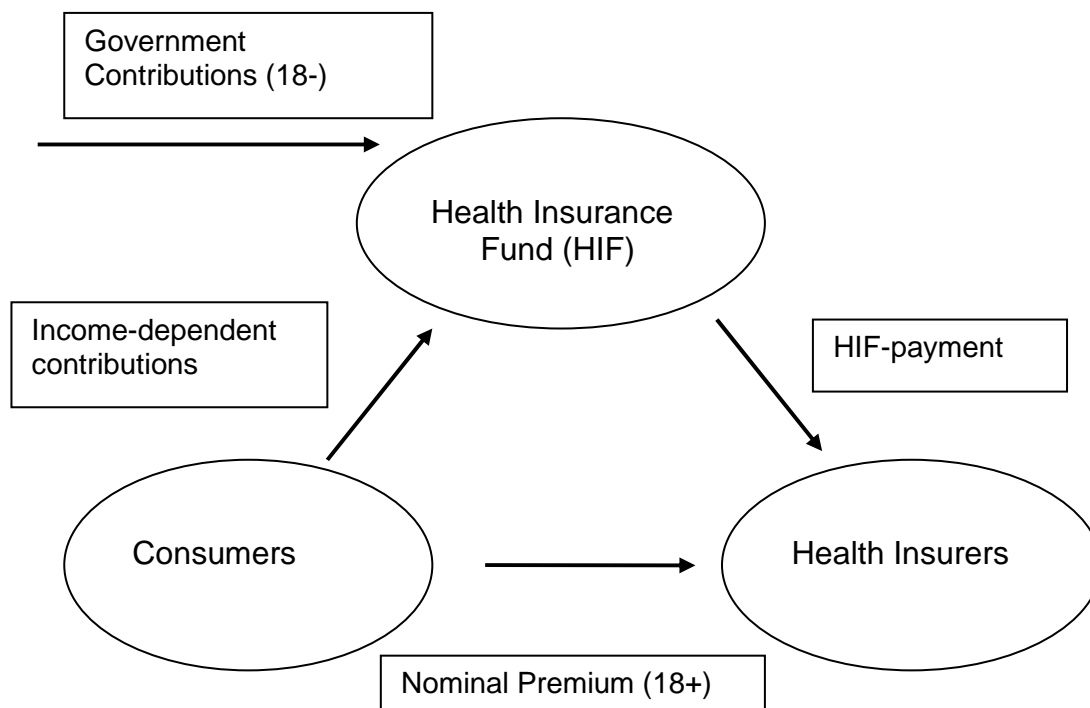 Government
Contributions (18-)
Health Insurance
Fund (HIF)
Income-dependent
contributions
HIF-payment
Consumers
Health Insurers
Nominal Premium (18+)